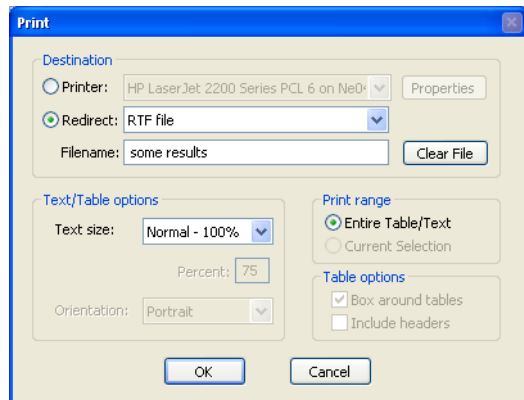 Print
Destination
Printer: HP LaserJet 2200 Series PCL 6 on Ne0 Properties
Redirect: RTF file
Filename: some results Clear File
Text/Table options
Text size: Normal - 100%
Percent: 75
Orientation: Portrait
Print range
Entire Table/Text
Current Selection
Table options
Box around tables
Include headers
OK Cancel